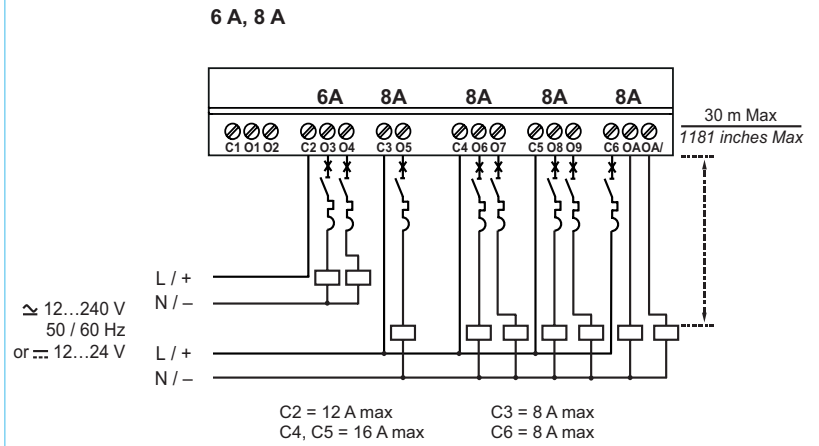 6 A, 8 A
6A 8A 8A 8A 8A
C1 O1 O2 C2 O3 O4 C3 O5 C4 O6 O7 C5 O8 O9 C6 OA OA/
30 m Max
1181 inches Max
L / +
N / –
≃ 12...240 V
50 / 60 Hz
or ⎓ 12...24 V
L / +
N / –
C2 = 12 A max C3 = 8 A max
C4, C5 = 16 A max C6 = 8 A max